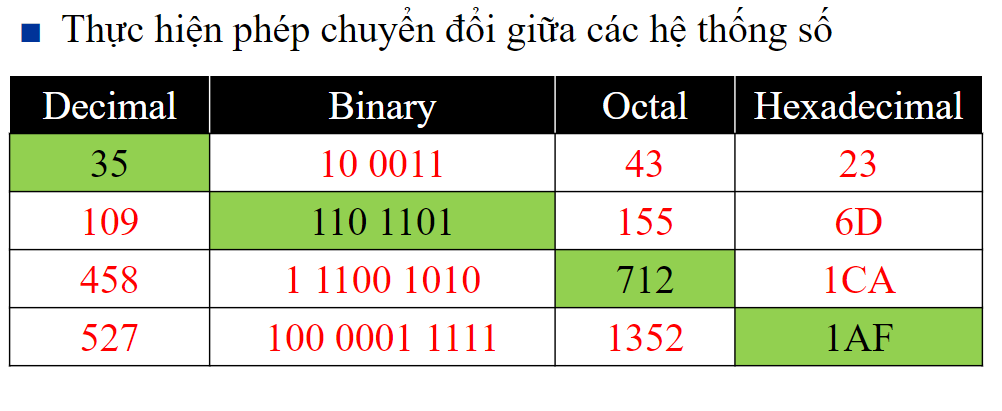 Thực hiện phép chuyển đổi giữa các hệ thống số
Decimal Binary Octal Hexadecimal
35 10 0011 43 23
109 110 1101 155 6D
458 1 1100 1010 712 1CA
527 100 0001 1111 1352 1AF